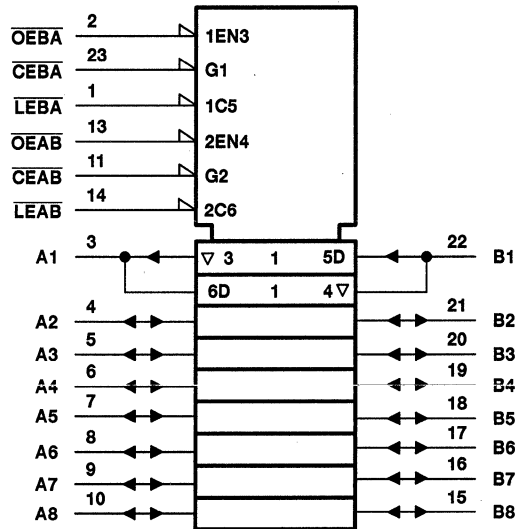 OEBA 2 1EN3
CEBA 23 G1
LEBA 1 1C5
OEAB 13 2EN4
CEAB 11 G2
LEAB 14 2C6
A1 3 ▽ 3 1 5D 22 B1
6D 1 4 ▽
A2 4 21 B2
A3 5 20 B3
A4 6 19 B4
A5 7 18 B5
A6 8 17 B6
A7 9 16 B7
A8 10 15 B8